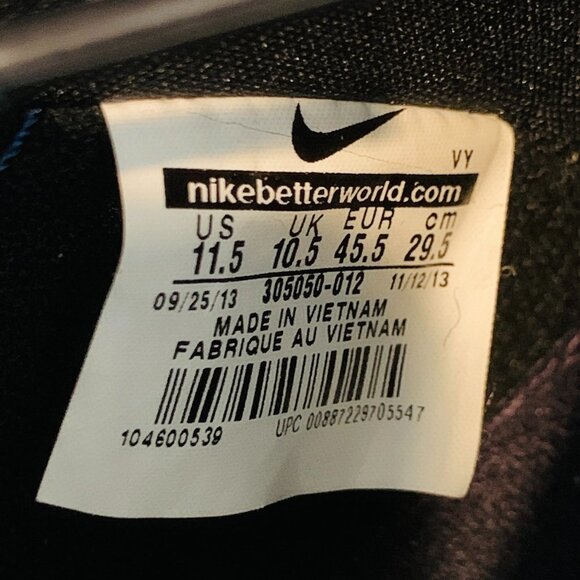 VY
nikebetterworld.com
US UK EUR cm
11.5 10.5 45.5 29.5
09/25/13 305050-012 11/12/13
MADE IN VIETNAM
FABRIQUE AU VIETNAM
104600539 UPC 00887229705547